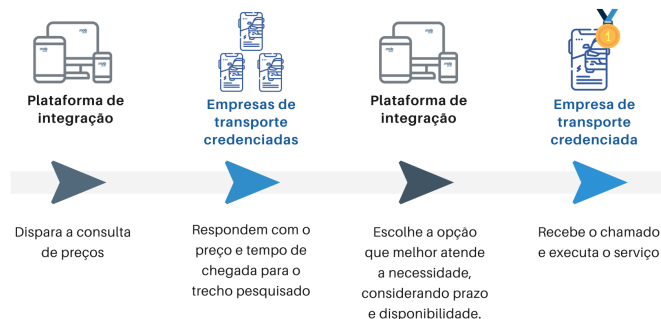 Plataforma de
integração
Empresas de
transporte
credenciadas
Plataforma de
integração
1
Empresa de
transporte
credenciada
Dispara a consulta
de preços
Respondem com o
preço e tempo de
chegada para o
trecho pesquisado
Escolhe a opção
que melhor atende
a necessidade,
considerando prazo
e disponibilidade.
Recebe o chamado
e executa o serviço